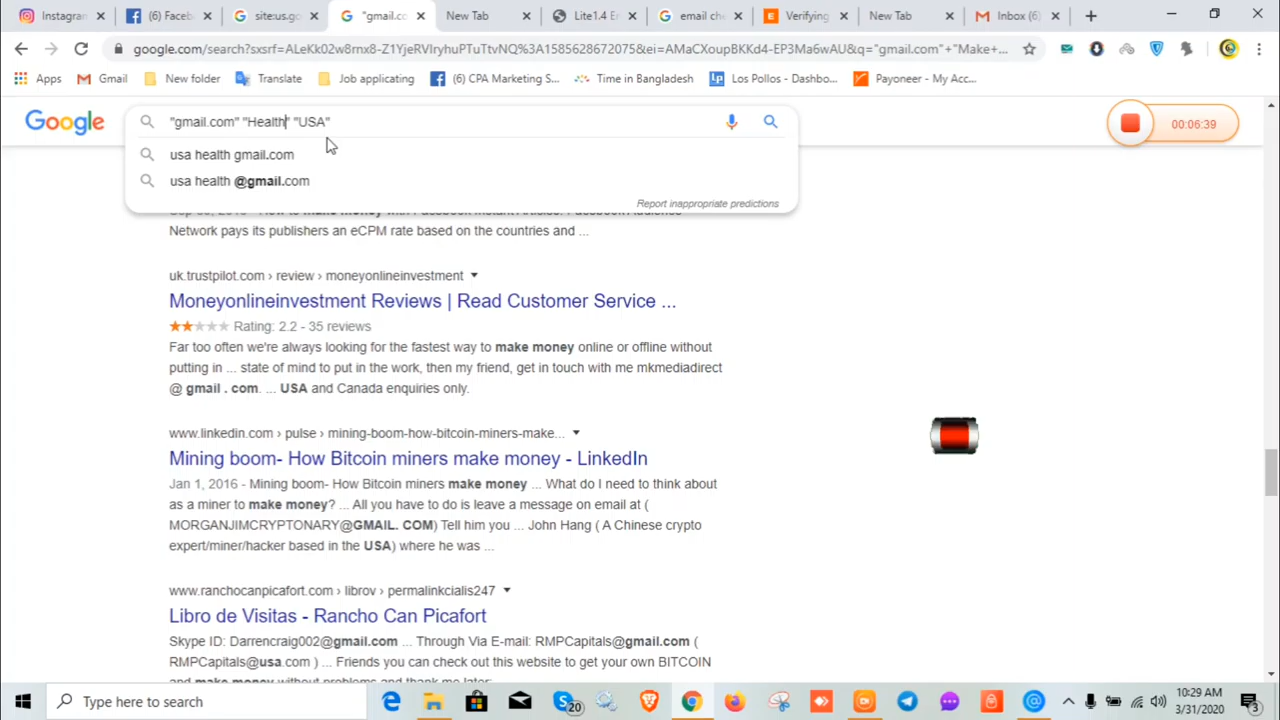 Instagran
(6) Faceb
site:us.go
"gmail.co
New Tab
Lite1.4 E
email che
Verifying
New Tab
Inbox (6)
google.com/search?sxsrf=ALeKk02w8rnx8-Z1YjeRVIryhuPTuTtvNQ%3A1585628672075&ei=AMaCXoupBKKd4-EP3Ma6wAU&q="gmail.com"+"Make+...
Apps
Gmail
New folder
Translate
Job applicating
(6) CPA Marketing S...
Time in Bangladesh
Los Pollos - Dashbo...
Payoneer - My Acc...
Google
"gmail.com" "Health" "USA"
00:06:39
usa health gmail.com
usa health @gmail.com
Report inappropriate predictions
Network pays its publishers an eCPM rate based on the countries and ...
uk.trustpilot.com › review › moneyonlineinvestment
Moneyonlineinvestment Reviews | Read Customer Service ...
Rating: 2.2 - 35 reviews
Far too often we're always looking for the fastest way to make money online or offline without
putting in ... state of mind to put in the work, then my friend, get in touch with me mkmediadirect
@ gmail . com. ... USA and Canada enquiries only.
www.linkedin.com › pulse › mining-boom-how-bitcoin-miners-make...
Mining boom- How Bitcoin miners make money - LinkedIn
Jan 1, 2016 - Mining boom- How Bitcoin miners make money ... What do I need to think about
as a miner to make money? ... All you have to do is leave a message on email at (
MORGANJIMCRYPTONARY@GMAIL. COM) Tell him you ... John Hang ( A Chinese crypto
expert/miner/hacker based in the USA) where he was ...
www.ranchocanpicafort.com › librov › permalinkcialis247
Libro de Visitas - Rancho Can Picafort
Skype ID: Darrencraig002@gmail.com ... Through Via E-mail: RMPCapitals@gmail.com (
RMPCapitals@usa.com ) ... Friends you can check out this website to get your own BITCOIN
and make money without problems and thank me later:
Type here to search
20
10:29 AM
3/31/2020
3